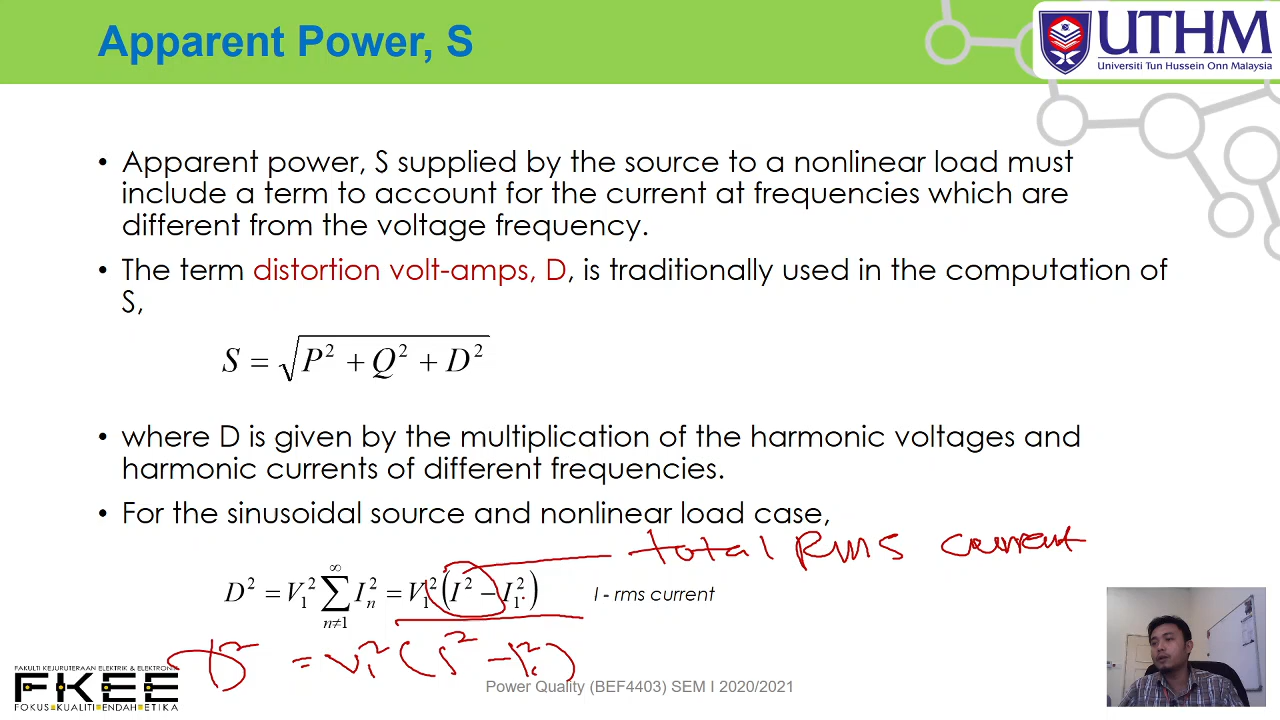 Apparent Power, S
UTHM
Universiti Tun Hussein Onn Malaysia
• Apparent power, S supplied by the source to a nonlinear load must
include a term to account for the current at frequencies which are
different from the voltage frequency.
• The term distortion volt-amps, D, is traditionally used in the computation of
S,
S = √(P² + Q² + D²)
• where D is given by the multiplication of the harmonic voltages and
harmonic currents of different frequencies.
• For the sinusoidal source and nonlinear load case,
total RMS current
D² = V₁² ∑_{n≠1}^{∞} Iₙ² = V₁² (I² − I₁²) I - rms current
D² = V₁² (I² − I₁²)
FAKULTI KEJURUTERAAN ELEKTRIK & ELEKTRONIK
FKEE
FOKUS•KUALITI•ENDAH•ETIKA
Power Quality (BEF4403) SEM I 2020/2021